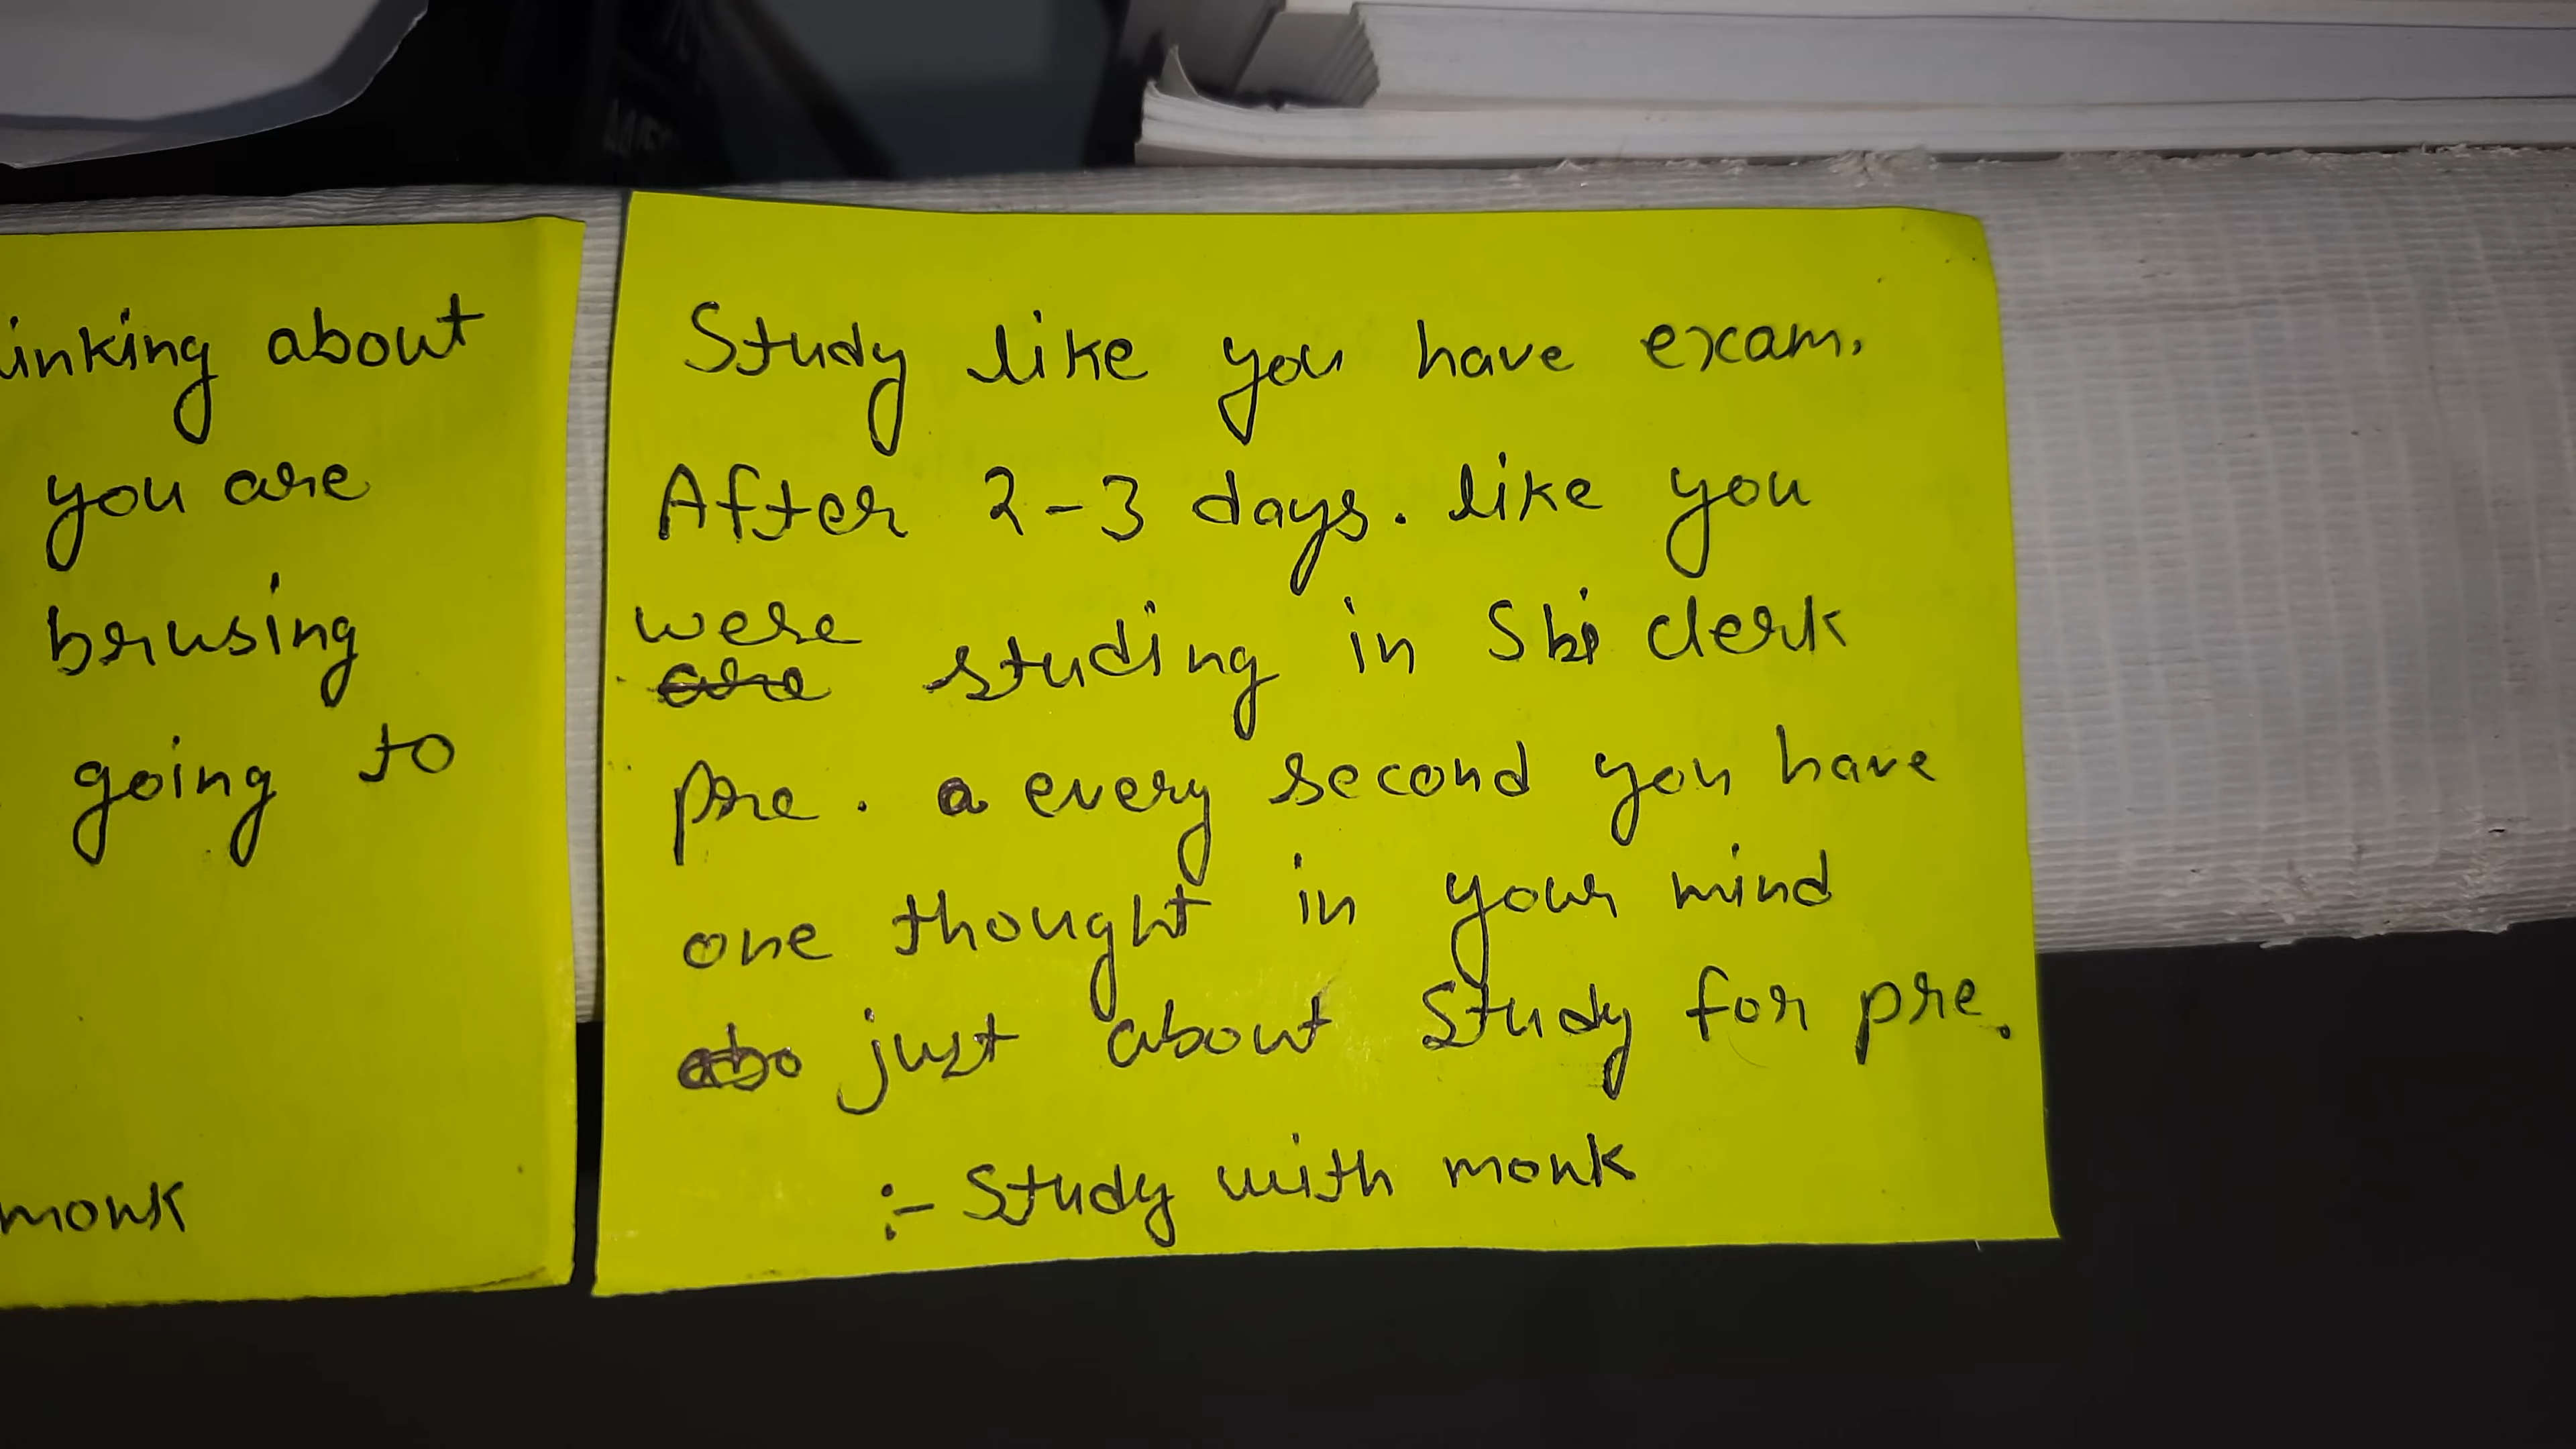 inking about
you are
brusing
going to
monk
Study like you have exam.
After 2-3 days. like you
were
are studing in Sbi clerk
pre. a every second you have
one thought in your mind
abo just about study for pre.
:- Study with monk